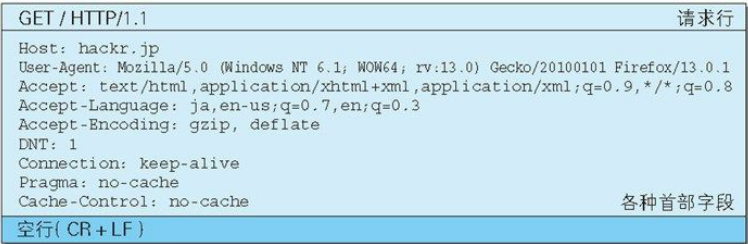 GET / HTTP/1.1 请求行
Host: hackr.jp
User-Agent: Mozilla/5.0 (Windows NT 6.1; WOW64; rv:13.0) Gecko/20100101 Firefox/13.0.1
Accept: text/html,application/xhtml+xml,application/xml;q=0.9,*/*;q=0.8
Accept-Language: ja,en-us;q=0.7,en;q=0.3
Accept-Encoding: gzip, deflate
DNT: 1
Connection: keep-alive
Pragma: no-cache
Cache-Control: no-cache 各种首部字段
空行( CR + LF )